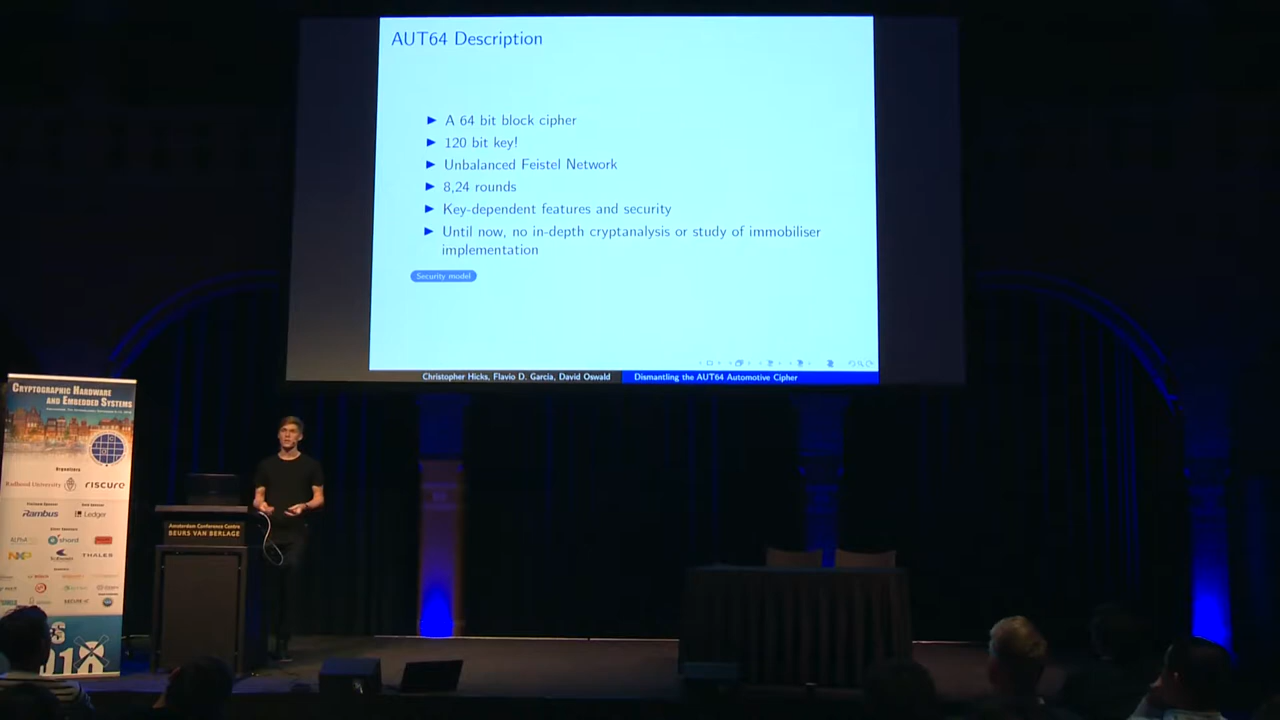 AUT64 Description
▶ A 64 bit block cipher
▶ 120 bit key!
▶ Unbalanced Feistel Network
▶ 8,24 rounds
▶ Key-dependent features and security
▶ Until now, no in-depth cryptanalysis or study of immobiliser
implementation
Security model
Christopher Hicks, Flavio D. Garcia, David Oswald
Dismantling the AUT64 Automotive Cipher
CRYPTOGRAPHIC HARDWARE
AND EMBEDDED SYSTEMS
Organizers
Radboud University
riscure
Rambus
Ledger
NXP
THALES
Amsterdam Conference Centre
BEURS VAN BERLAGE